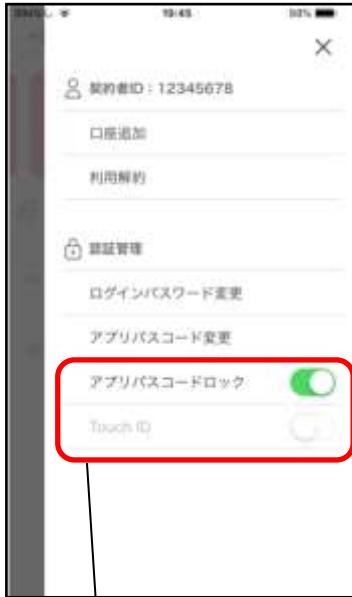 19:45
契約者ID：12345678
口座追加
利用解約
認証管理
ログインパスワード変更
アプリパスコード変更
アプリパスコードロック
Touch ID